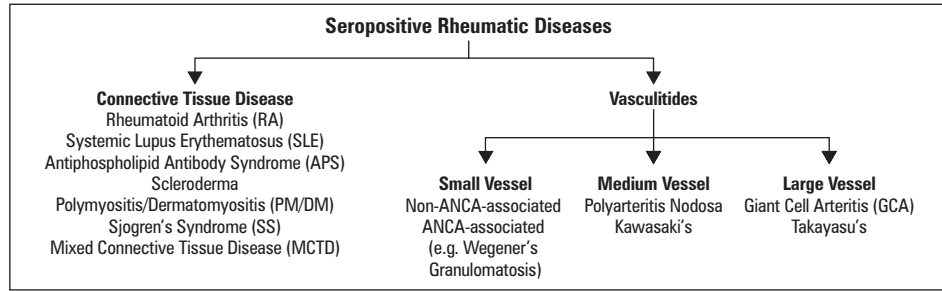 Seropositive Rheumatic Diseases
Connective Tissue Disease
Rheumatoid Arthritis (RA)
Systemic Lupus Erythematosus (SLE)
Antiphospholipid Antibody Syndrome (APS)
Scleroderma
Polymyositis/Dermatomyositis (PM/DM)
Sjogren's Syndrome (SS)
Mixed Connective Tissue Disease (MCTD)
Vasculitides
Small Vessel
Non-ANCA-associated
ANCA-associated
(e.g. Wegener's
Granulomatosis)
Medium Vessel
Polyarteritis Nodosa
Kawasaki's
Large Vessel
Giant Cell Arteritis (GCA)
Takayasu's